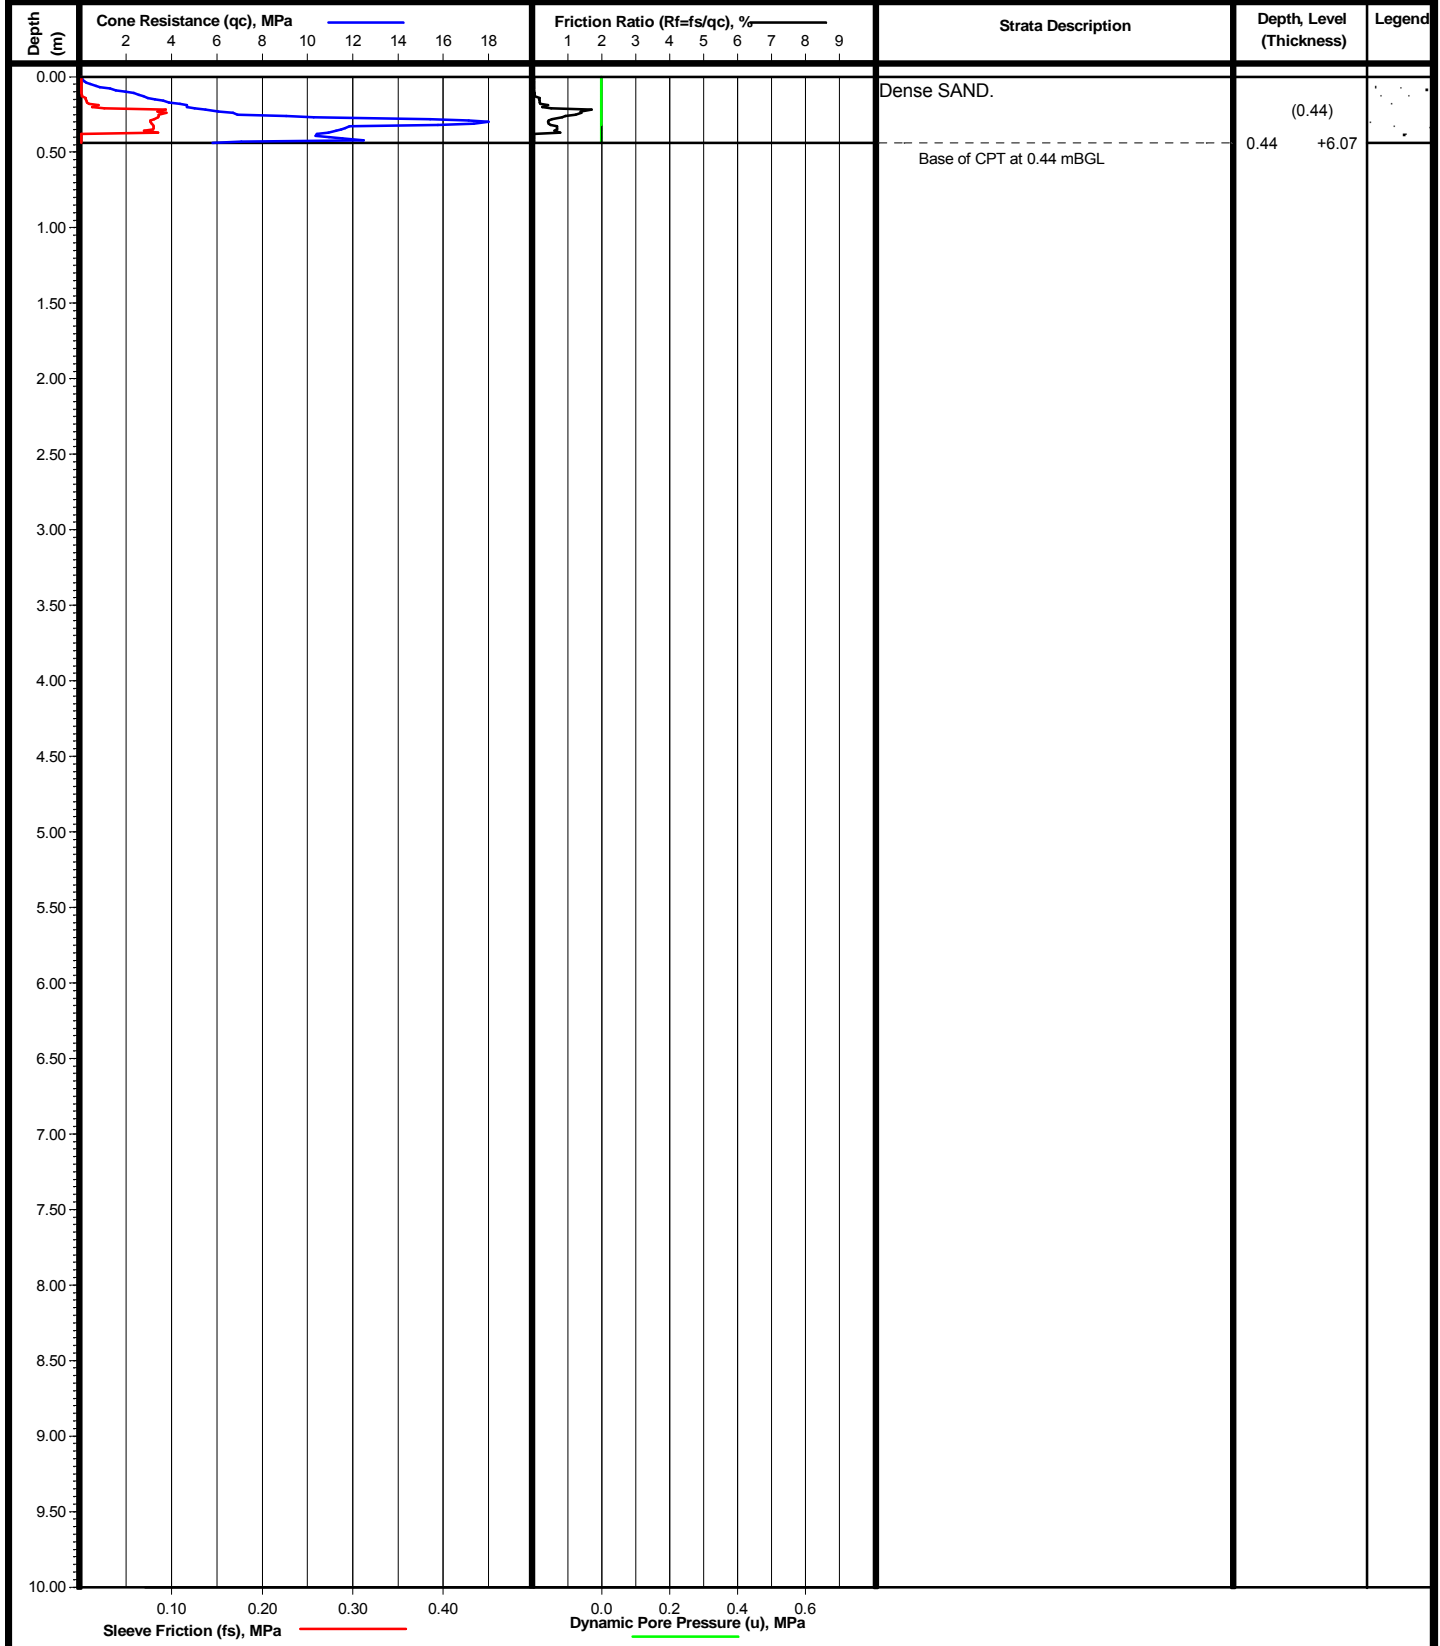 Depth (m)
Cone Resistance (qc), MPa
2 4 6 8 10 12 14 16 18
Friction Ratio (Rf=fs/qc), %
1 2 3 4 5 6 7 8 9
Strata Description
Depth, Level
(Thickness)
Legend
0.00
Dense SAND.
(0.44)
0.44 +6.07
0.50
Base of CPT at 0.44 mBGL
1.00
1.50
2.00
2.50
3.00
3.50
4.00
4.50
5.00
5.50
6.00
6.50
7.00
7.50
8.00
8.50
9.00
9.50
10.00
0.10 0.20 0.30 0.40
Sleeve Friction (fs), MPa
0.0 0.2 0.4 0.6
Dynamic Pore Pressure (u), MPa